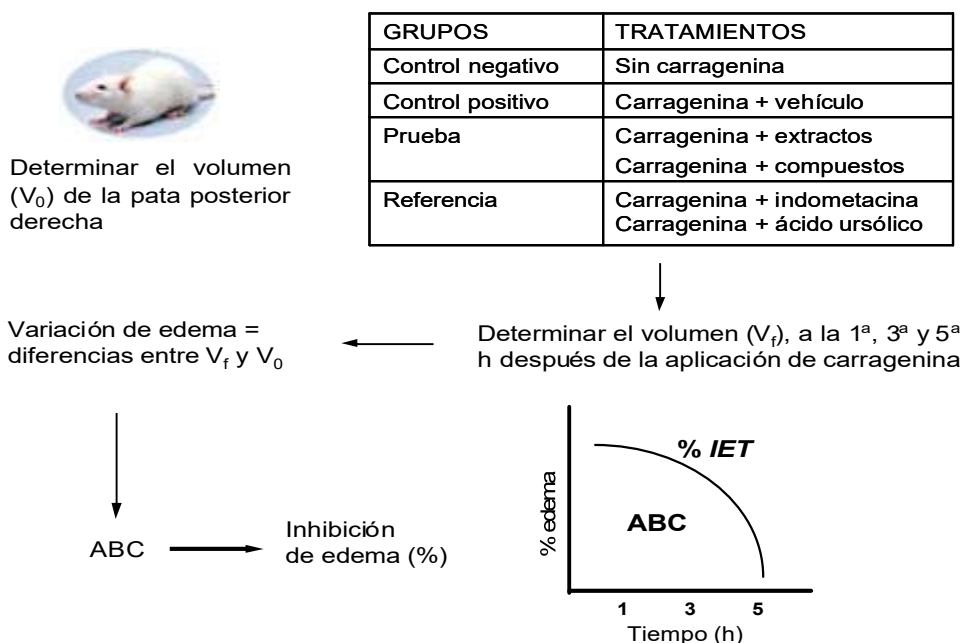 GRUPOS TRATAMIENTOS
Control negativo Sin carragenina
Control positivo Carragenina + vehículo
Prueba Carragenina + extractos
Carragenina + compuestos
Referencia Carragenina + indometacina
Carragenina + ácido ursólico
Determinar el volumen
(V₀) de la pata posterior
derecha
Variación de edema =
diferencias entre Vf y V₀
Determinar el volumen (Vf), a la 1ª, 3ª y 5ª
h después de la aplicación de carragenina
ABC
Inhibición
de edema (%)
% edema
% IET
ABC
1 3 5
Tiempo (h)